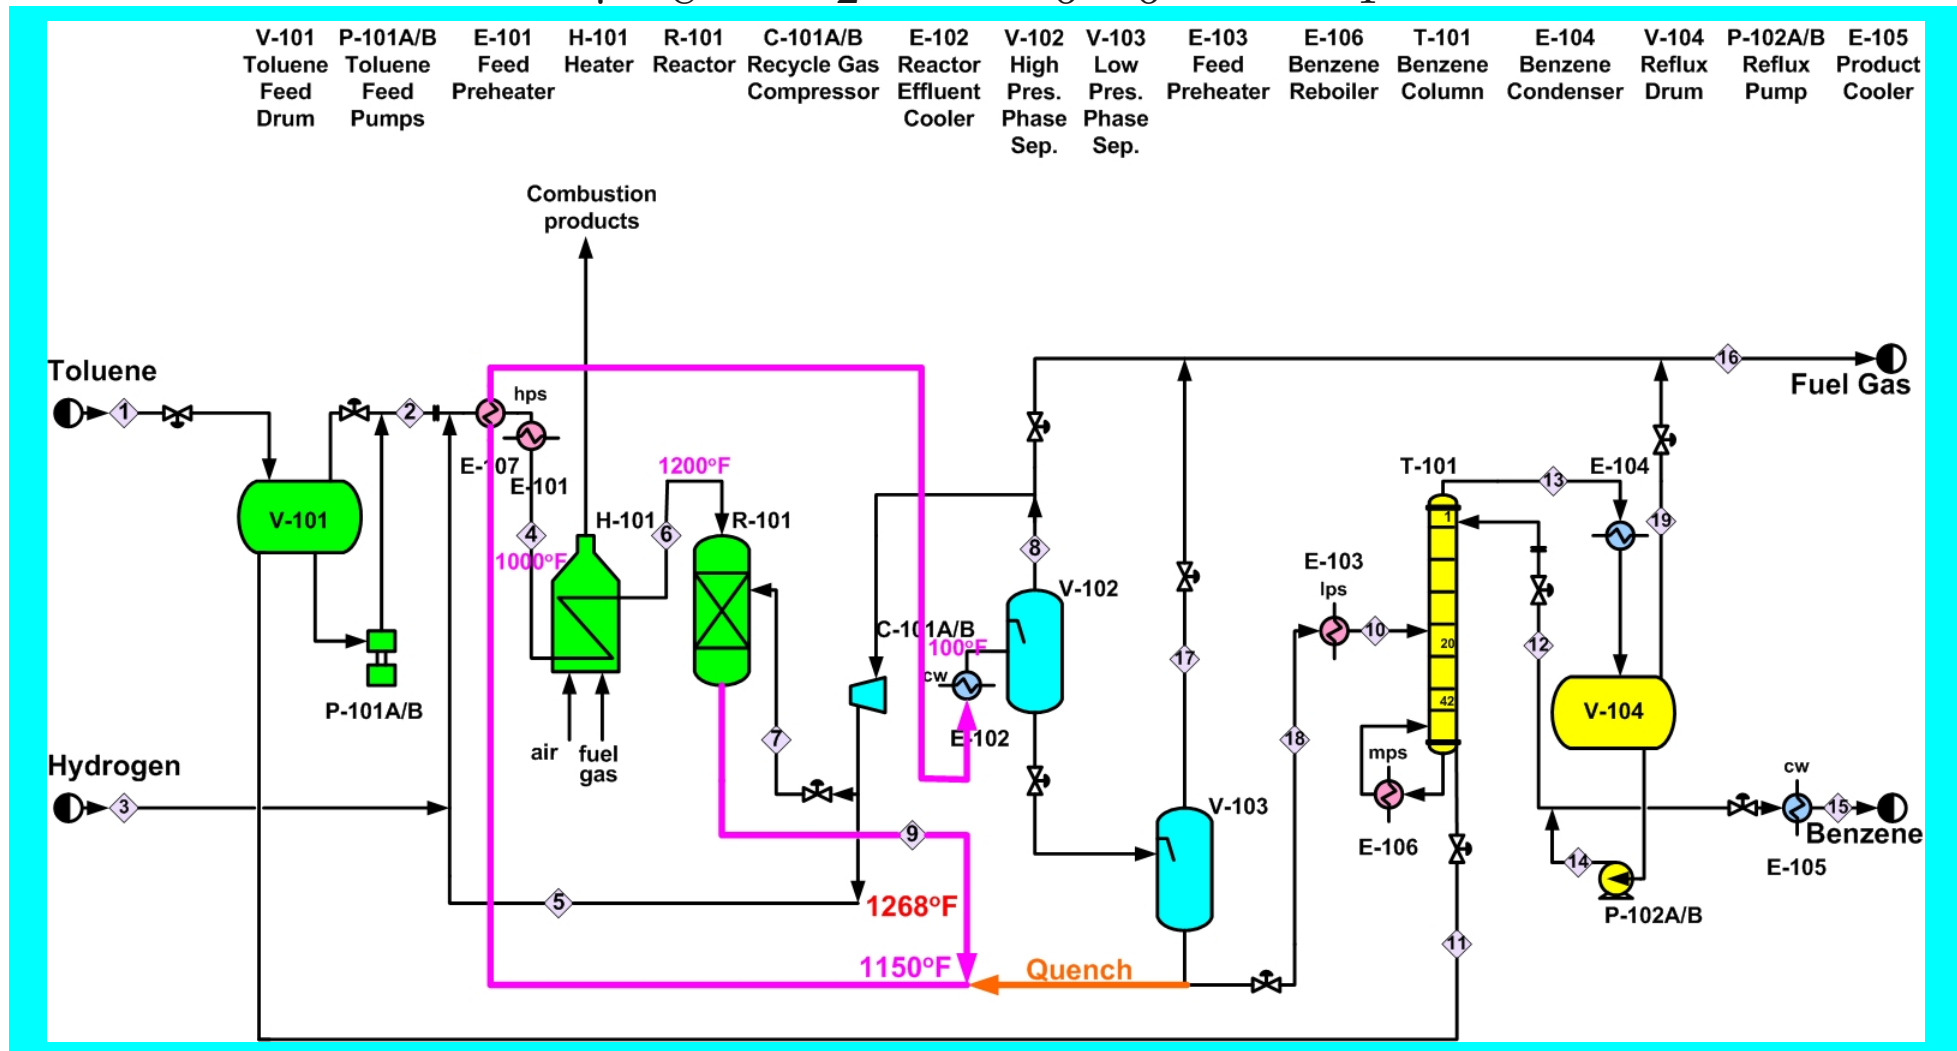 V-101 P-101A/B E-101 H-101 R-101 C-101A/B E-102 V-102 V-103 E-103 E-106 T-101 E-104 V-104 P-102A/B E-105
Toluene Toluene Feed Heater Reactor Recycle Gas Reactor High Low Feed Benzene Benzene Benzene Reflux Reflux Product
Feed Feed Preheater Compressor Effluent Pres. Pres. Preheater Reboiler Column Condenser Drum Pump Cooler
Drum Pumps Cooler Phase Phase
Sep. Sep.
Combustion
products
Toluene
1
2
hps
E-107
E-101
V-101
P-101A/B
4
1000°F
H-101
air
fuel
gas
1200°F
6
R-101
7
C-101A/B
100°F
cw
E-102
8
V-102
16
Fuel Gas
17
V-103
Hydrogen
3
5
9
1268°F
1150°F
Quench
18
E-103
lps
10
T-101
1
20
42
mps
E-106
11
13
E-104
12
19
V-104
14
P-102A/B
cw
15
Benzene
E-105